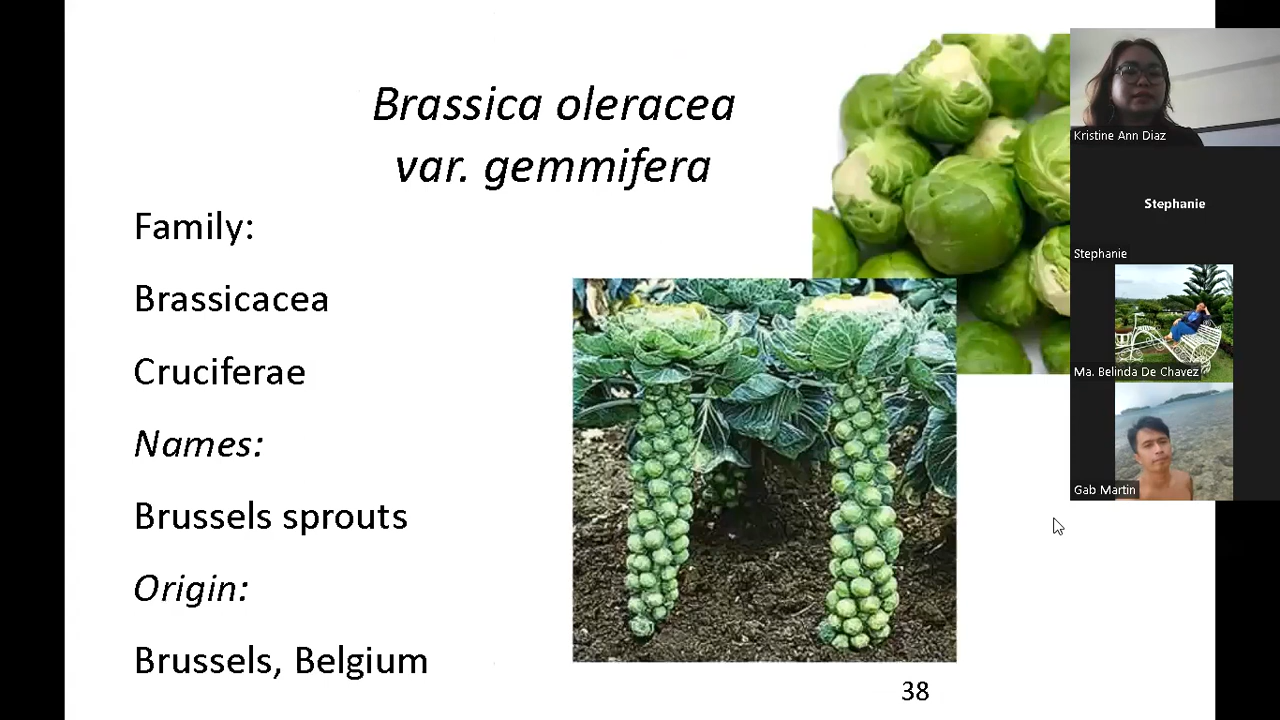 Brassica oleracea
var. gemmifera
Family:
Brassicacea
Cruciferae
Names:
Brussels sprouts
Origin:
Brussels, Belgium
38
Kristine Ann Diaz
Stephanie
Stephanie
Ma. Belinda De Chavez
Gab Martin